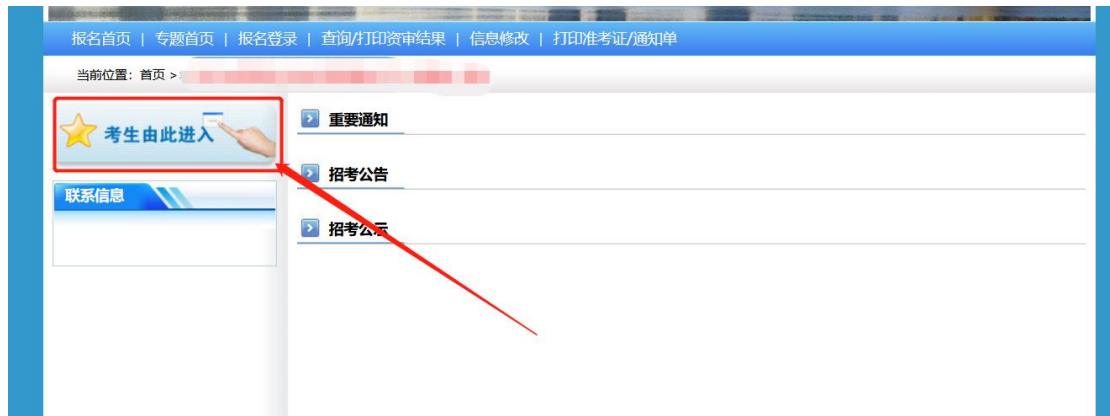 报名首页 | 专题首页 | 报名登录 | 查询/打印资审结果 | 信息修改 | 打印准考证/通知单
当前位置：首页 >
考生由此进入
重要通知
招考公告
联系信息
招考公示